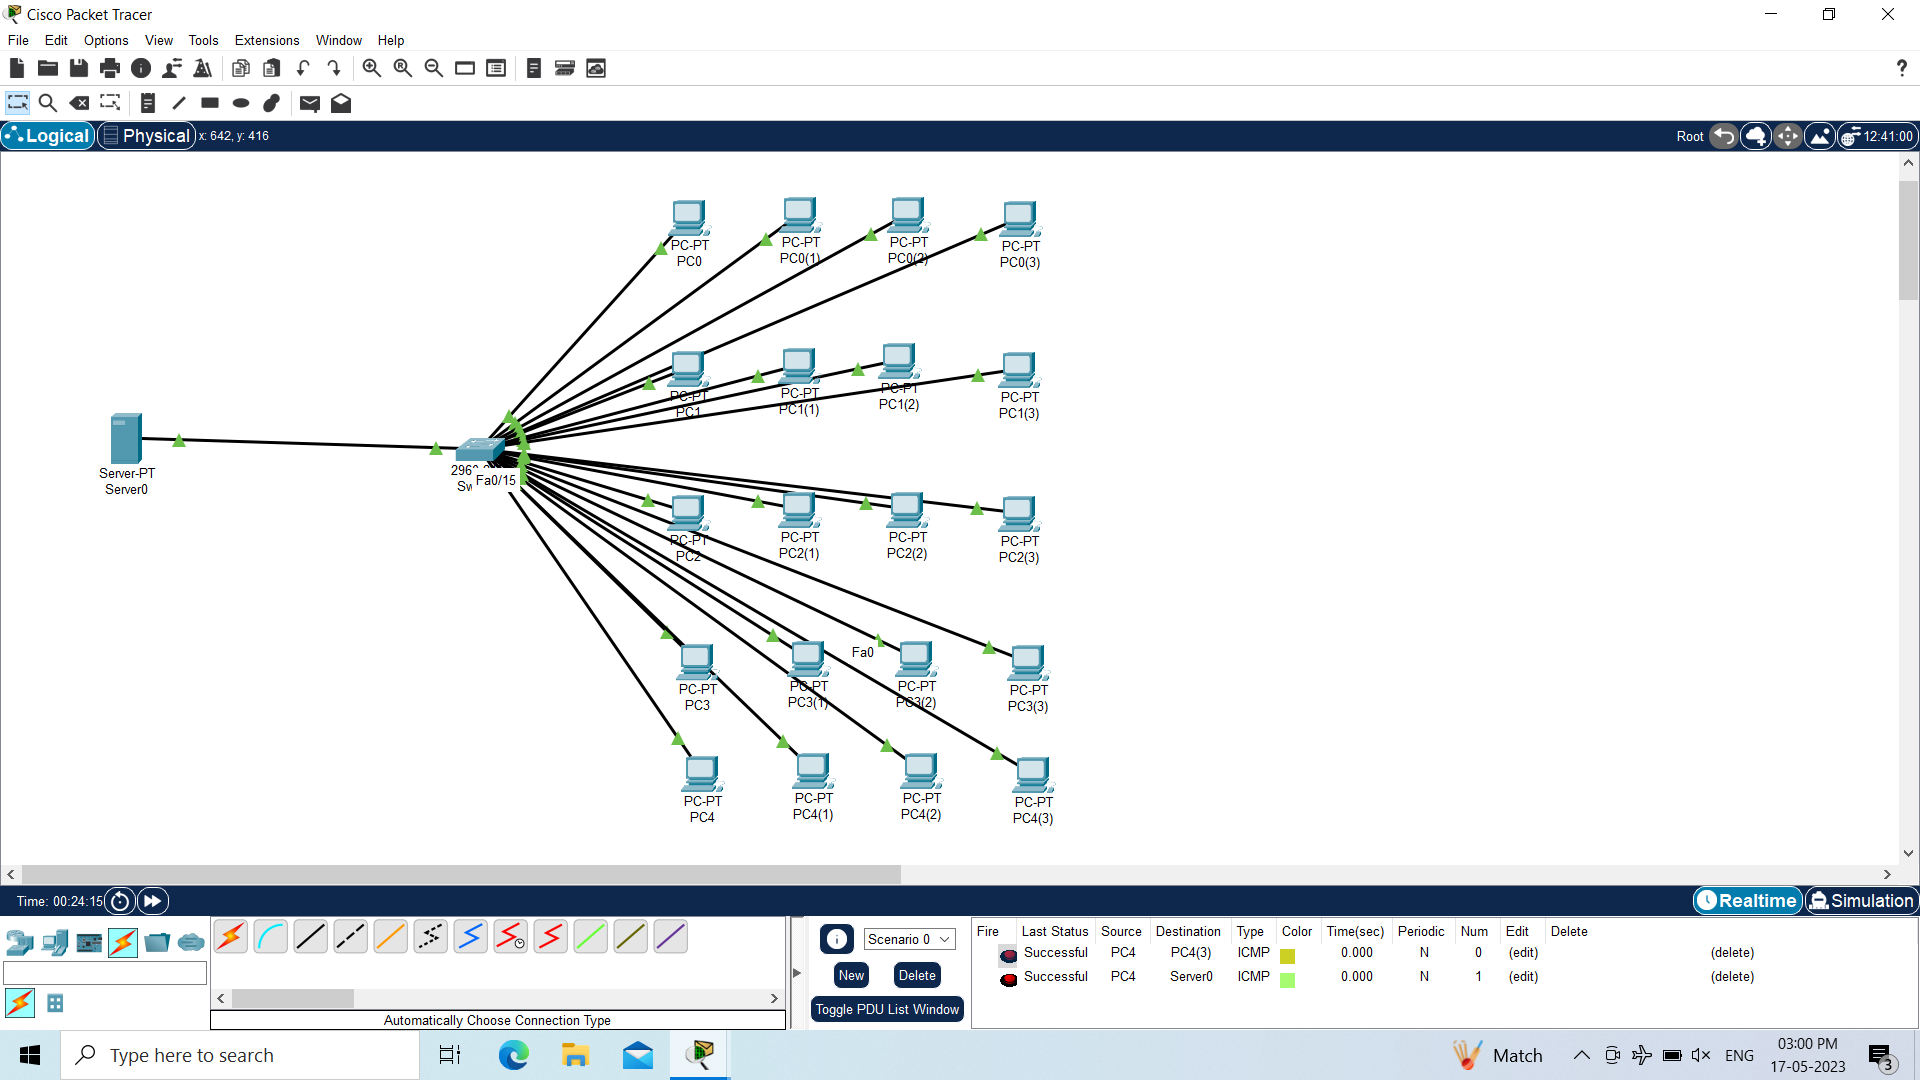 Cisco Packet Tracer
File Edit Options View Tools Extensions Window Help
?
Logical Physical x: 642, y: 416 Root 12:41:00
PC-PT PC-PT PC-PT PC-PT
PC0 PC0(1) PC0(2) PC0(3)
PC-PT PC-PT PC-PT PC-PT
PC1 PC1(1) PC1(2) PC1(3)
Server-PT
Server0
Fa0/15
PC-PT PC-PT PC-PT PC-PT
PC2 PC2(1) PC2(2) PC2(3)
Fa0
PC-PT PC-PT PC-PT PC-PT
PC3 PC3(1) PC3(2) PC3(3)
PC-PT PC-PT PC-PT PC-PT
PC4 PC4(1) PC4(2) PC4(3)
Time: 00:24:15 Realtime Simulation
Scenario 0
New Delete
Toggle PDU List Window
Automatically Choose Connection Type
Fire Last Status Source Destination Type Color Time(sec) Periodic Num Edit Delete
Successful PC4 PC4(3) ICMP 0.000 N 0 (edit) (delete)
Successful PC4 Server0 ICMP 0.000 N 1 (edit) (delete)
Type here to search
Match
ENG
03:00 PM
17-05-2023
3